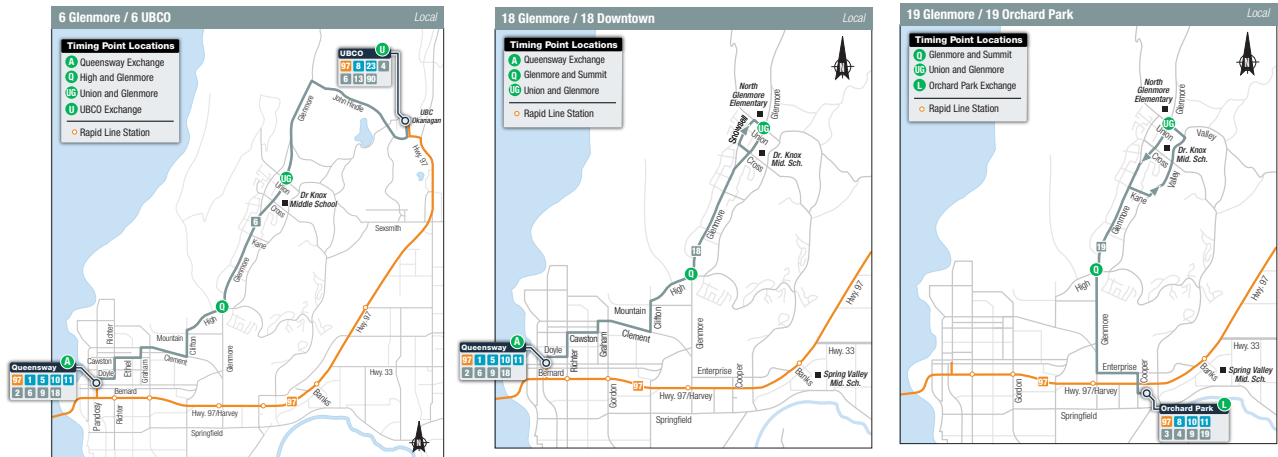 6 Glenmore / 6 UBCO
Local
Timing Point Locations
A Queensway Exchange
Q High and Glenmore
UG Union and Glenmore
U UBCO Exchange
Rapid Line Station
UBCO
U
97 8 23 4
6 13 90
UBC
Okanagan
John Hindle
Glenmore
Hwy. 97
UG
Union
Dr Knox
Middle School
Cross
6
Kane
Sexsmith
Glenmore
Q
High
Hwy. 97
Mountain
Clifton
Richter
Clement
Glenmore
Cawston
Ethel
Graham
Doyle
A
Queensway
97 1 5 10 11
2 6 9 18
Bernard
Hwy. 33
Banks
97
Pandosy
Richter
Hwy. 97/Harvey
Springfield
N
18 Glenmore / 18 Downtown
Local
Timing Point Locations
A Queensway Exchange
Q Glenmore and Summit
UG Union and Glenmore
Rapid Line Station
N
North
Glenmore
Elementary
Glenmore
Snowsell
UG
Union
Cross
Dr. Knox
Mid. Sch.
Glenmore
18
Q
High
Hwy. 97
Mountain
Clifton
Clement
Glenmore
Cawston
Graham
Richter
Doyle
A
Queensway
97 1 5 10 11
2 6 9 18
Bernard
Hwy. 33
Enterprise
Cooper
Banks
Spring Valley
Mid. Sch.
97
Gordon
Hwy. 97/Harvey
Springfield
19 Glenmore / 19 Orchard Park
Local
Timing Point Locations
Q Glenmore and Summit
UG Union and Glenmore
L Orchard Park Exchange
Rapid Line Station
N
North
Glenmore
Elementary
Glenmore
UG
Union
Valley
Dr. Knox
Mid. Sch.
Cross
Valley
Kane
Glenmore
19
Q
High
Hwy. 97
Glenmore
Hwy. 33
Enterprise
Cooper
Banks
Spring Valley
Mid. Sch.
97
Gordon
Hwy. 97/Harvey
Springfield
Orchard Park
L
97 8 10 11
3 4 9 19